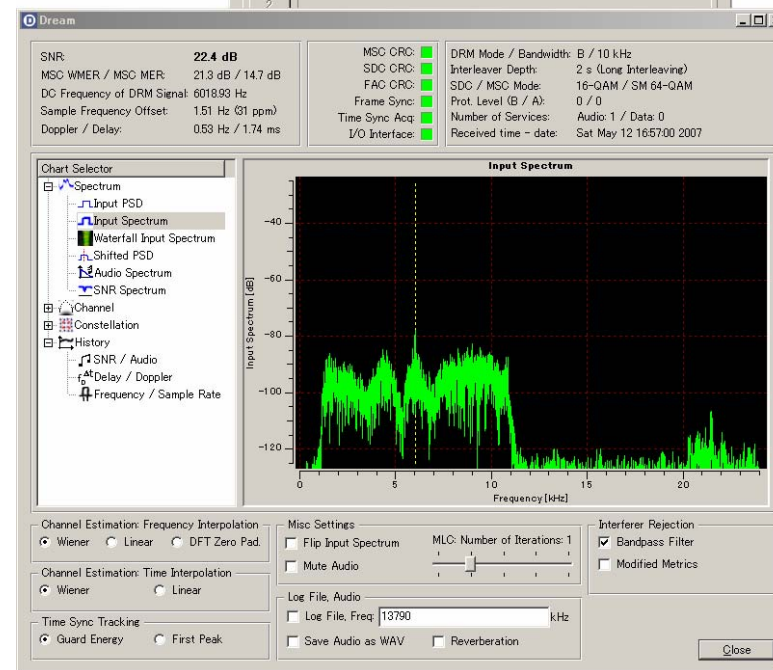 2
Dream
SNR: 22.4 dB
MSC WMER / MSC MER: 21.3 dB / 14.7 dB
DC Frequency of DRM Signal: 6018.93 Hz
Sample Frequency Offset: 1.51 Hz (31 ppm)
Doppler / Delay: 0.53 Hz / 1.74 ms
MSC CRC:
SDC CRC:
FAC CRC:
Frame Sync:
Time Sync Acq:
I/O Interface:
DRM Mode / Bandwidth: B / 10 kHz
Interleaver Depth: 2 s (Long Interleaving)
SDC / MSC Mode: 16-QAM / SM 64-QAM
Prot. Level (B / A): 0 / 0
Number of Services: Audio: 1 / Data: 0
Received time - date: Sat May 12 16:57:00 2007
Chart Selector
Spectrum
Input PSD
Input Spectrum
Waterfall Input Spectrum
Shifted PSD
Audio Spectrum
SNR Spectrum
Channel
Constellation
History
SNR / Audio
Delay / Doppler
Frequency / Sample Rate
Input Spectrum
Input Spectrum [dB]
-40
-60
-80
-100
-120
0 5 10 15 20
Frequency [kHz]
Channel Estimation: Frequency Interpolation
Wiener Linear DFT Zero Pad.
Channel Estimation: Time Interpolation
Wiener Linear
Time Sync Tracking
Guard Energy First Peak
Misc Settings
Flip Input Spectrum
Mute Audio
MLC: Number of Iterations: 1
Log File, Audio
Log File, Freq: 13790 kHz
Save Audio as WAV Reverberation
Interferer Rejection
Bandpass Filter
Modified Metrics
Close